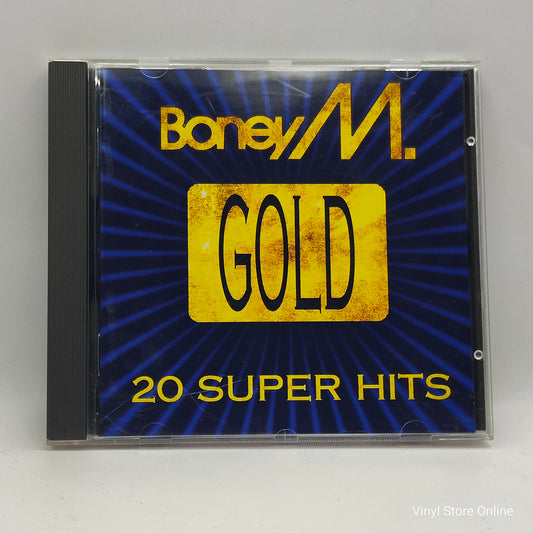 Boney M.
GOLD
20 SUPER HITS
Vinyl Store Online